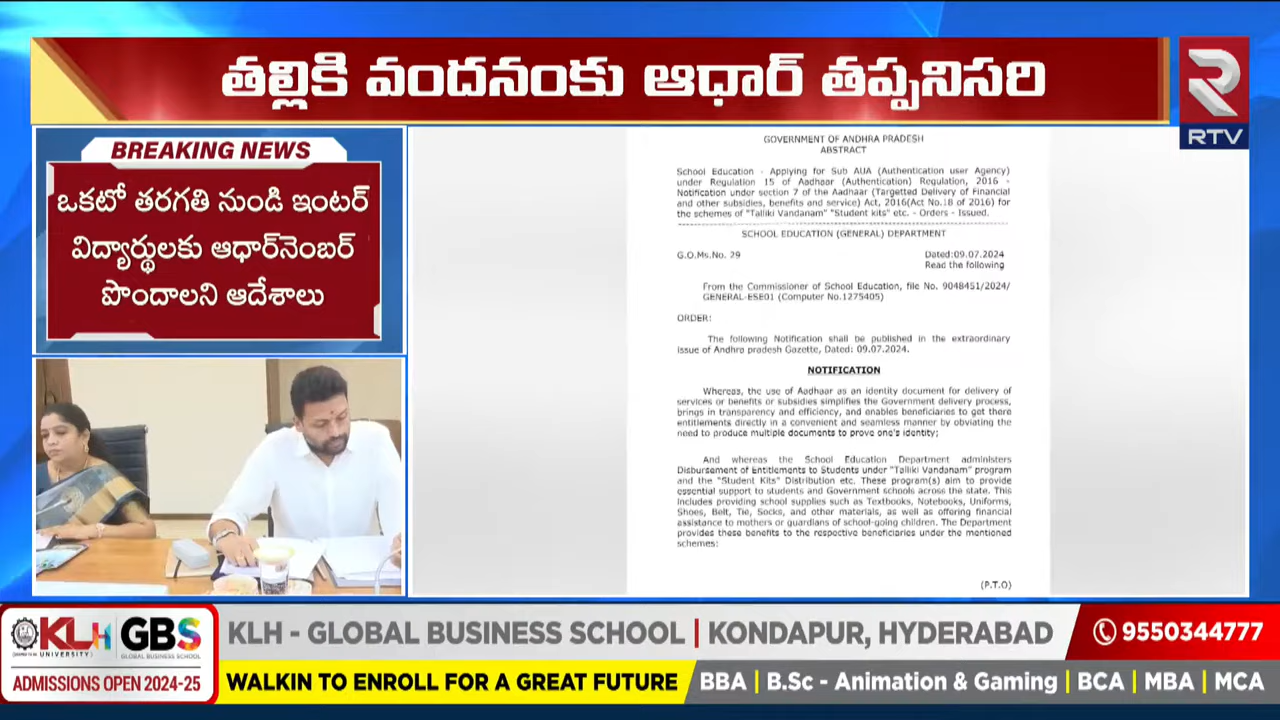 తల్లికి వందనంకు ఆధార్ తప్పనిసరి
RTV
BREAKING NEWS
ఒకటో తరగతి నుండి ఇంటర్
విద్యార్థులకు ఆధార్‌నెంబర్
పొందాలని ఆదేశాలు
GOVERNMENT OF ANDHRA PRADESH
ABSTRACT
School Education - Applying for Sub AUA (Authentication user Agency)
under Regulation 15 of Aadhaar (Authentication) Regulation, 2016 -
Notification under section 7 of the Aadhaar (Targetted Delivery of Financial
and other subsidies, benefits and service) Act, 2016(Act No.18 of 2016) for
the schemes of "Talliki Vandanam" "Student kits" etc. - Orders - Issued.
SCHOOL EDUCATION (GENERAL) DEPARTMENT
G.O.Ms.No. 29 Dated:09.07.2024
Read the following
From the Commissioner of School Education, file No. 9048451/2024/
GENERAL-ESE01 (Computer No.1275405)
ORDER:
The following Notification shall be published in the extraordinary
issue of Andhra pradesh Gazette, Dated: 09.07.2024.
NOTIFICATION
Whereas, the use of Aadhaar as an identity document for delivery of
services or benefits or subsidies simplifies the Government delivery process,
brings in transparency and efficiency, and enables beneficiaries to get there
entitlements directly in a convenient and seamless manner by obviating the
need to produce multiple documents to prove one's identity;
And whereas the School Education Department administers
Disbursement of Entitlements to Students under "Talliki Vandanam" program
and the "Student Kits" Distribution etc. These program(s) aim to provide
essential support to students and Government schools across the state. This
includes providing school supplies such as Textbooks, Notebooks, Uniforms,
Shoes, Belt, Tie, Socks, and other materials, as well as offering financial
assistance to mothers or guardians of school-going children. The Department
provides these benefits to the respective beneficiaries under the mentioned
schemes:
(P.T.O)
KLH UNIVERSITY GBS GLOBAL BUSINESS SCHOOL
ADMISSIONS OPEN 2024-25
KLH - GLOBAL BUSINESS SCHOOL | KONDAPUR, HYDERABAD
9550344777
WALKIN TO ENROLL FOR A GREAT FUTURE
BBA | B.Sc - Animation & Gaming | BCA | MBA | MCA